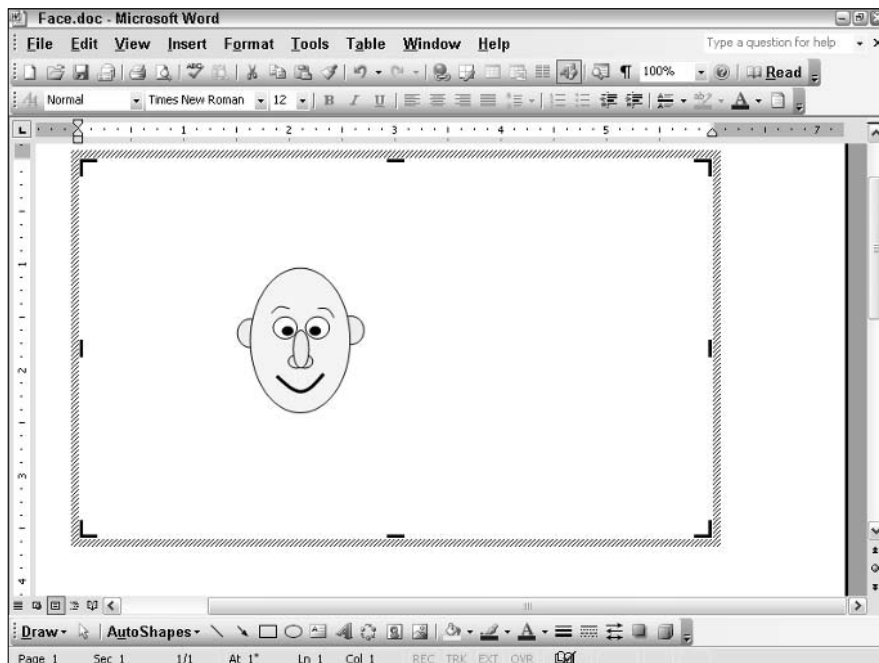 Face.doc - Microsoft Word
File Edit View Insert Format Tools Table Window Help Type a question for help
100% Read
Normal Times New Roman 12 B I U A
1 2 3 4 5 7
1
2
3
4
Draw AutoShapes A
Page 1 Sec 1 1/1 At 1" Ln 1 Col 1 REC TRK EXT OVR